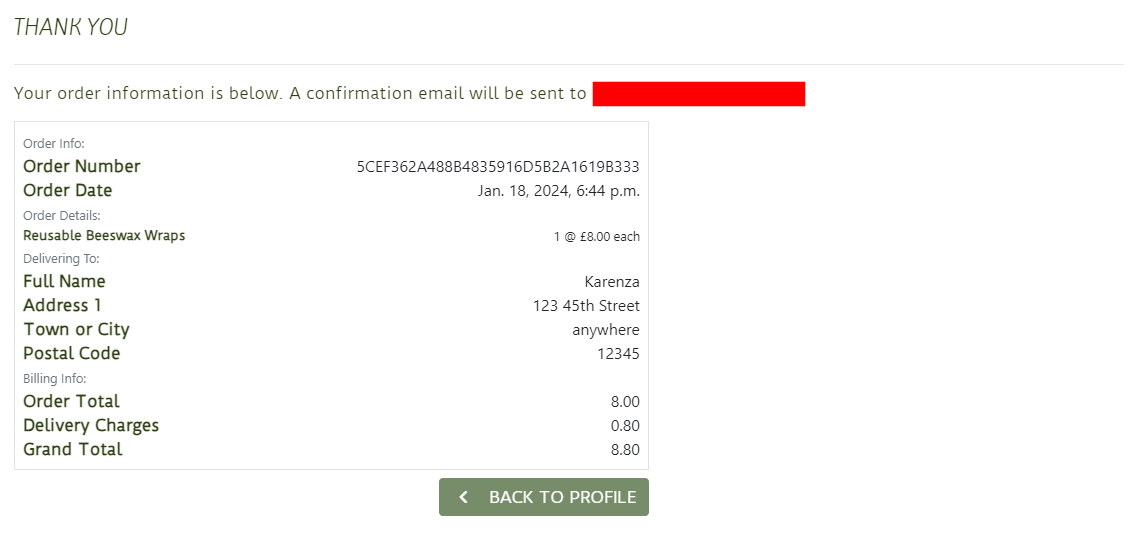 THANK YOU
Your order information is below. A confirmation email will be sent to
Order Info:
Order Number 5CEF362A488B4835916D5B2A1619B333
Order Date Jan. 18, 2024, 6:44 p.m.
Order Details:
Reusable Beeswax Wraps 1 @ £8.00 each
Delivering To:
Full Name Karenza
Address 1 123 45th Street
Town or City anywhere
Postal Code 12345
Billing Info:
Order Total 8.00
Delivery Charges 0.80
Grand Total 8.80
BACK TO PROFILE